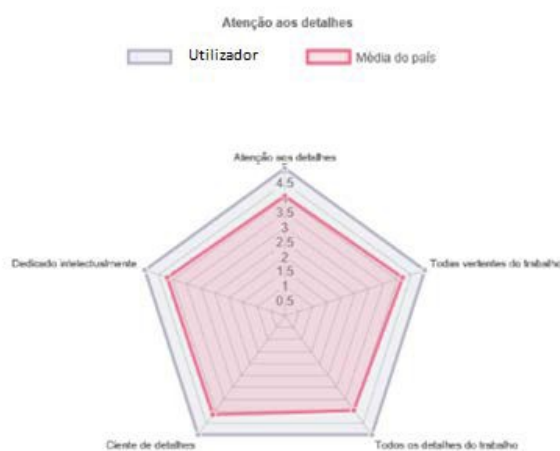 Atenção aos detalhes
Utilizador
Média do país
Atenção aos detalhes
5
4.5
4
3.5
3
2.5
2
1.5
1
0.5
Dedicado intelectualmente
Todas vertentes do trabalho
Ciente de detalhes
Todos os detalhes do trabalho